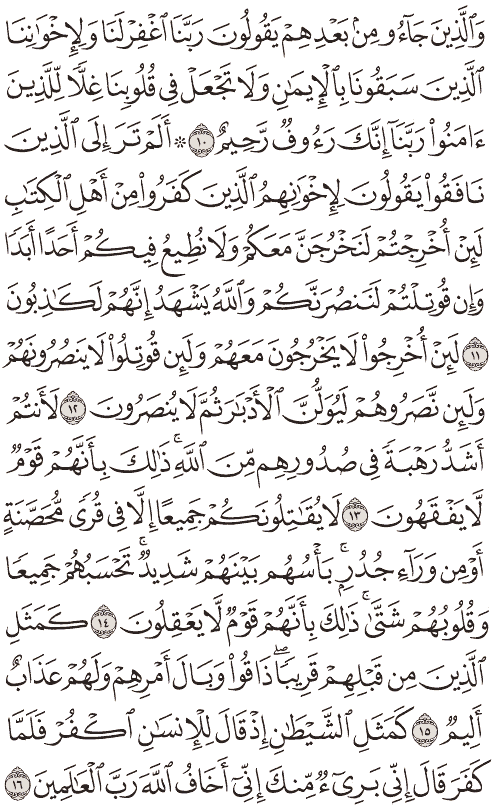 وَٱلَّذِينَ جَآءُو مِنۢ بَعْدِهِمْ يَقُولُونَ رَبَّنَا ٱغْفِرْ لَنَا وَلِإِخْوَٰنِنَا
ٱلَّذِينَ سَبَقُونَا بِٱلْإِيمَٰنِ وَلَا تَجْعَلْ فِى قُلُوبِنَا غِلًّا لِّلَّذِينَ
ءَامَنُوا۟ رَبَّنَآ إِنَّكَ رَءُوفٌ رَّحِيمٌ ١٠ ۞ أَلَمْ تَرَ إِلَى ٱلَّذِينَ
نَافَقُوا۟ يَقُولُونَ لِإِخْوَٰنِهِمُ ٱلَّذِينَ كَفَرُوا۟ مِنْ أَهْلِ ٱلْكِتَٰبِ
لَئِنْ أُخْرِجْتُمْ لَنَخْرُجَنَّ مَعَكُمْ وَلَا نُطِيعُ فِيكُمْ أَحَدًا أَبَدًا
وَإِن قُوتِلْتُمْ لَنَنصُرَنَّكُمْ وَٱللَّهُ يَشْهَدُ إِنَّهُمْ لَكَٰذِبُونَ
١١ لَئِنْ أُخْرِجُوا۟ لَا يَخْرُجُونَ مَعَهُمْ وَلَئِن قُوتِلُوا۟ لَا يَنصُرُونَهُمْ
وَلَئِن نَّصَرُوهُمْ لَيُوَلُّنَّ ٱلْأَدْبَٰرَ ثُمَّ لَا يُنصَرُونَ ١٢ لَأَنتُمْ
أَشَدُّ رَهْبَةً فِى صُدُورِهِم مِّنَ ٱللَّهِ ۚ ذَٰلِكَ بِأَنَّهُمْ قَوْمٌ
لَّا يَفْقَهُونَ ١٣ لَا يُقَٰتِلُونَكُمْ جَمِيعًا إِلَّا فِى قُرًى مُّحَصَّنَةٍ
أَوْ مِن وَرَآءِ جُدُرٍۭ ۚ بَأْسُهُم بَيْنَهُمْ شَدِيدٌ ۚ تَحْسَبُهُمْ جَمِيعًا
وَقُلُوبُهُمْ شَتَّىٰ ۚ ذَٰلِكَ بِأَنَّهُمْ قَوْمٌ لَّا يَعْقِلُونَ ١٤ كَمَثَلِ
ٱلَّذِينَ مِن قَبْلِهِمْ قَرِيبًا ۖ ذَاقُوا۟ وَبَالَ أَمْرِهِمْ وَلَهُمْ عَذَابٌ
أَلِيمٌ ١٥ كَمَثَلِ ٱلشَّيْطَٰنِ إِذْ قَالَ لِلْإِنسَٰنِ ٱكْفُرْ فَلَمَّا
كَفَرَ قَالَ إِنِّى بَرِىٓءٌ مِّنكَ إِنِّىٓ أَخَافُ ٱللَّهَ رَبَّ ٱلْعَٰلَمِينَ ١٦